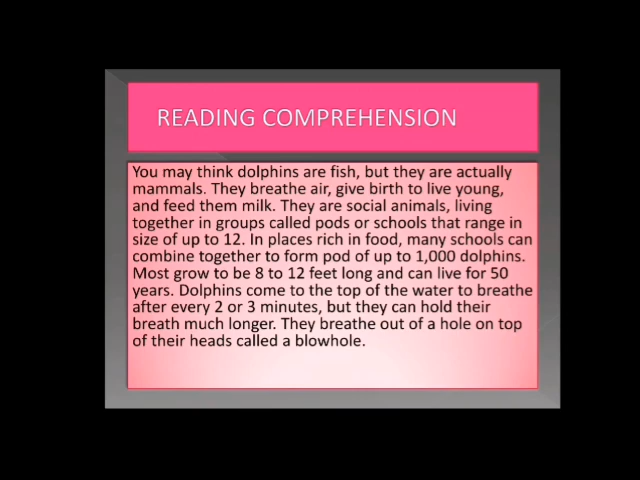 READING COMPREHENSION
You may think dolphins are fish, but they are actually
mammals. They breathe air, give birth to live young,
and feed them milk. They are social animals, living
together in groups called pods or schools that range in
size of up to 12. In places rich in food, many schools can
combine together to form pod of up to 1,000 dolphins.
Most grow to be 8 to 12 feet long and can live for 50
years. Dolphins come to the top of the water to breathe
after every 2 or 3 minutes, but they can hold their
breath much longer. They breathe out of a hole on top
of their heads called a blowhole.